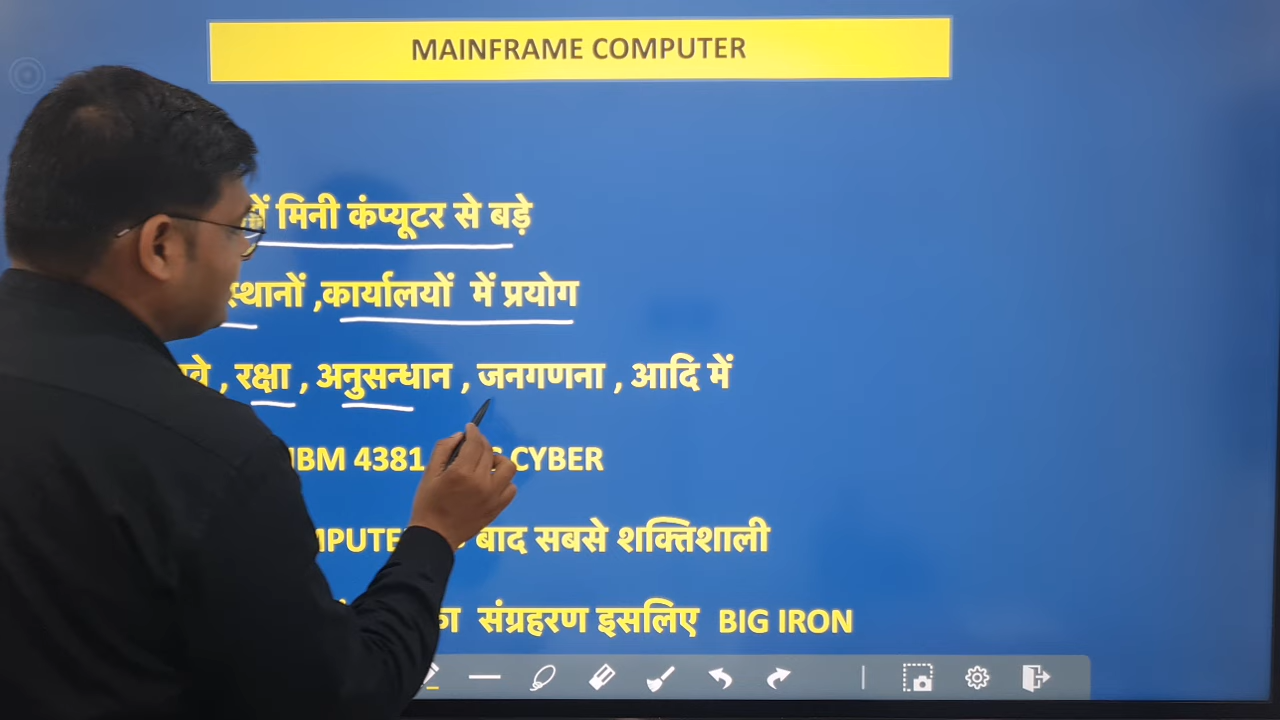 MAINFRAME COMPUTER
मिनी कंप्यूटर से बड़े
,कार्यालयों में प्रयोग
, रक्षा , अनुसन्धान , जनगणना , आदि में
IBM 4381 CYBER
बाद सबसे शक्तिशाली
का संग्रहरण इसलिए BIG IRON